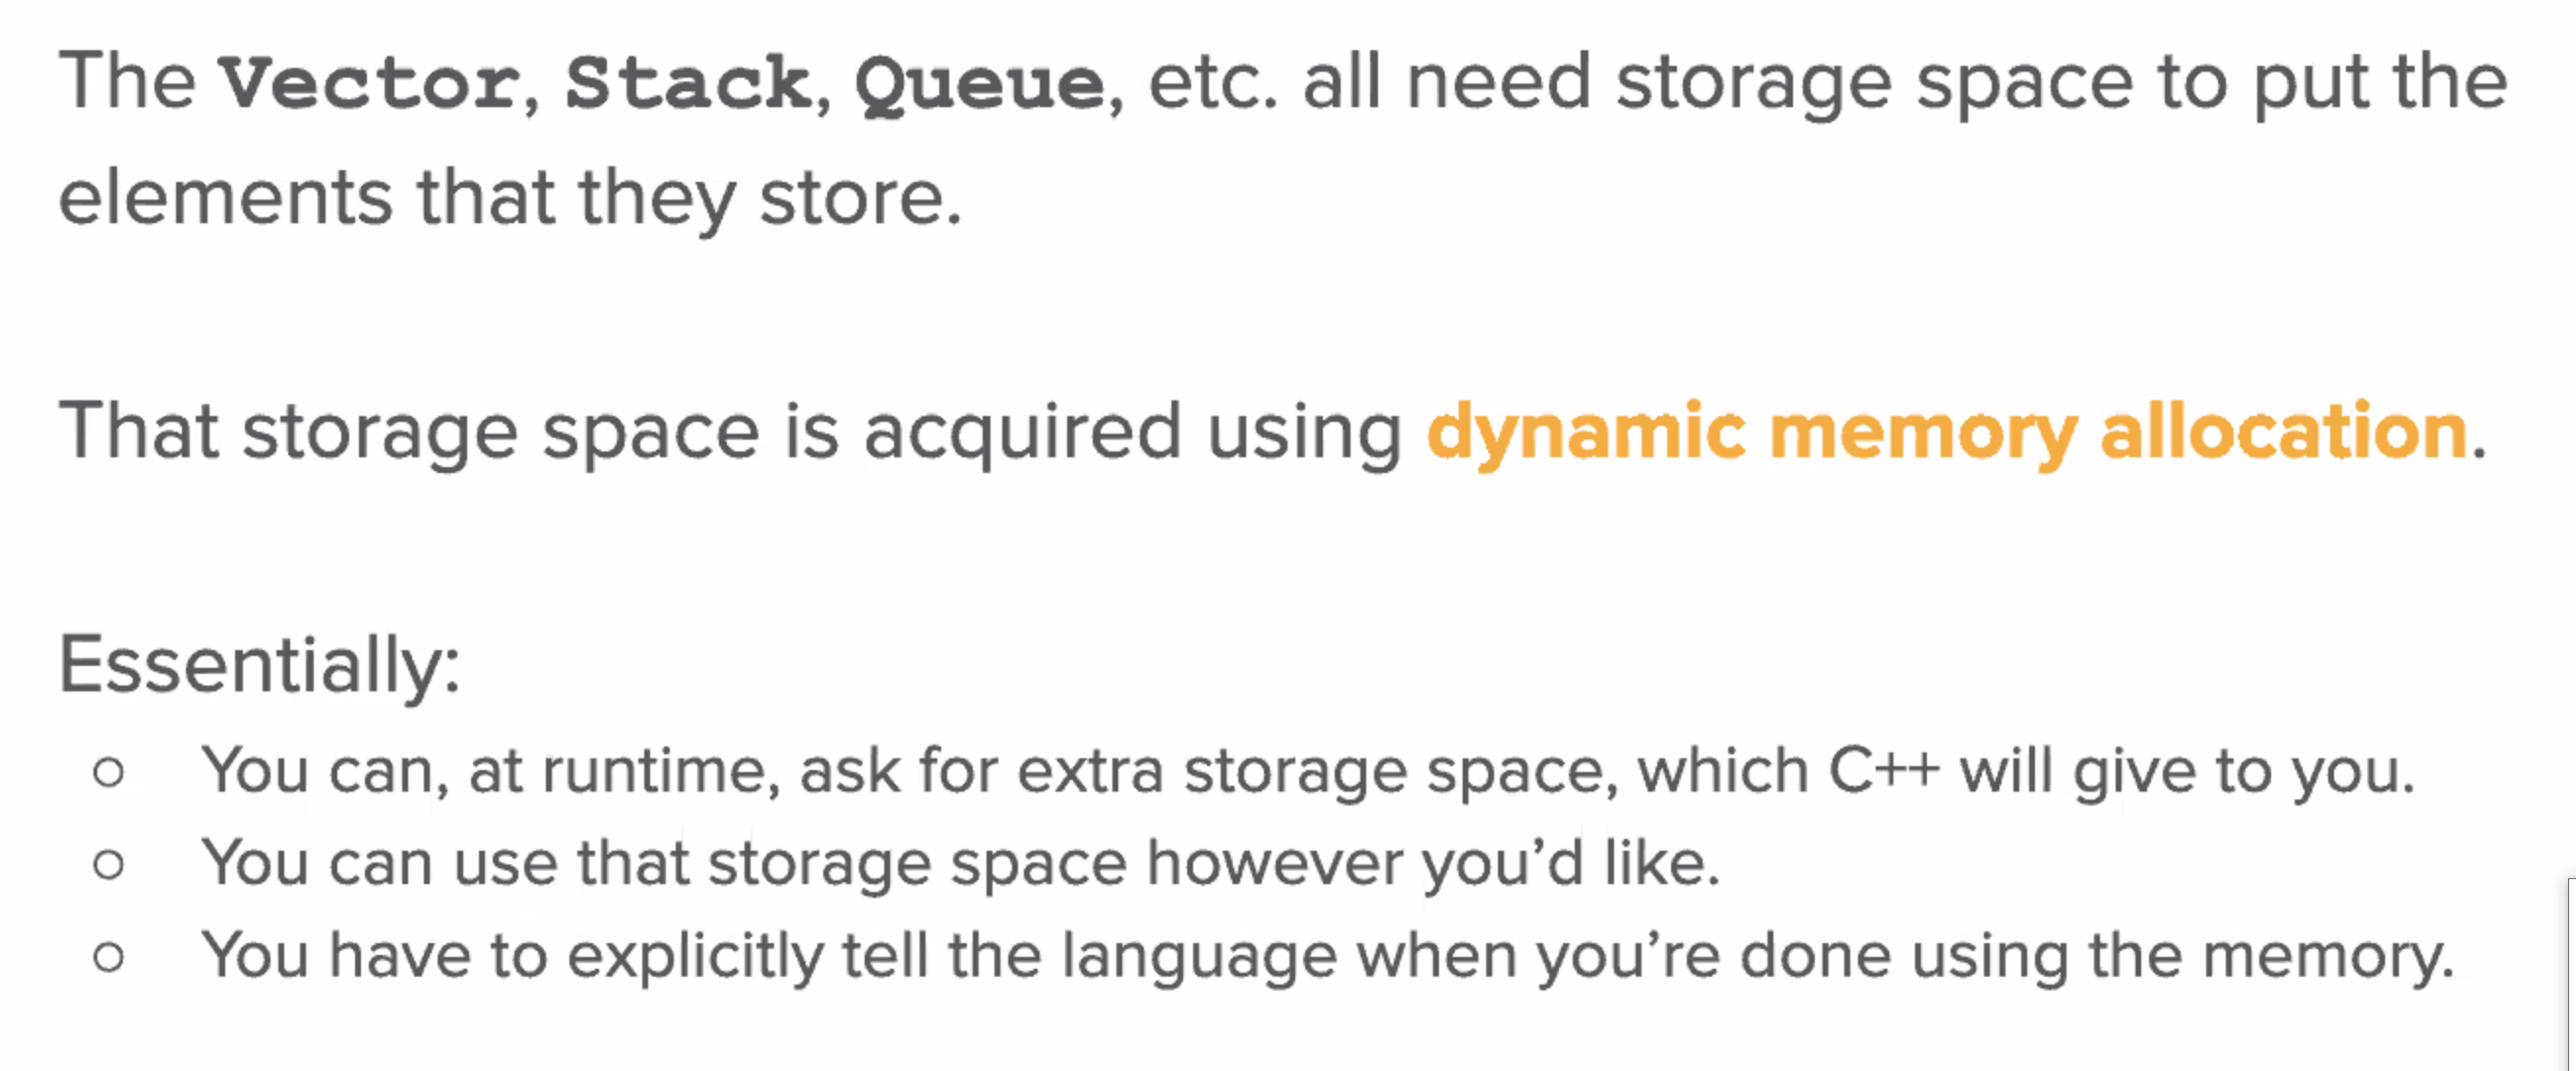 The Vector, Stack, Queue, etc. all need storage space to put the
elements that they store.
That storage space is acquired using dynamic memory allocation.
Essentially:
○ You can, at runtime, ask for extra storage space, which C++ will give to you.
○ You can use that storage space however you’d like.
○ You have to explicitly tell the language when you’re done using the memory.